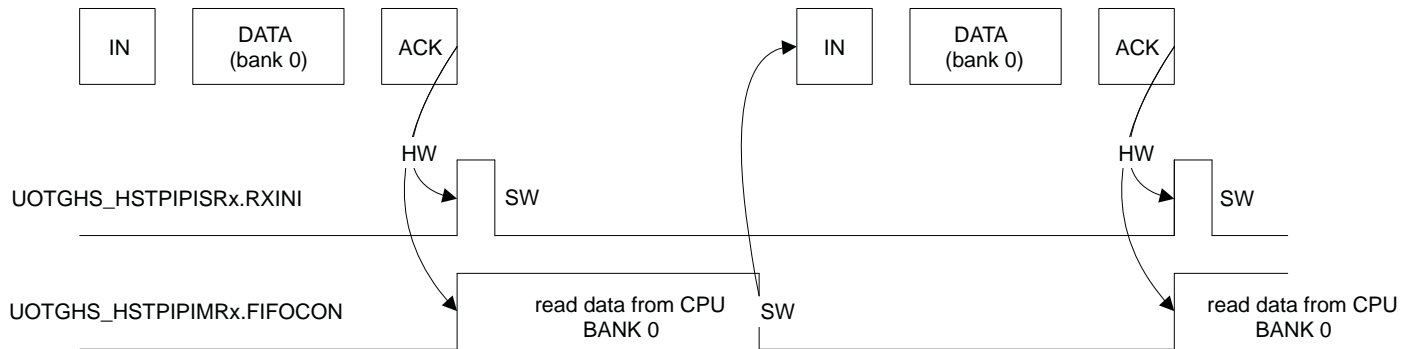 IN
DATA
(bank 0)
ACK
IN
DATA
(bank 0)
ACK
HW
HW
UOTGHS_HSTPIPISRx.RXINI
SW
SW
UOTGHS_HSTPIPIMRx.FIFOCON
read data from CPU
BANK 0
SW
read data from CPU
BANK 0